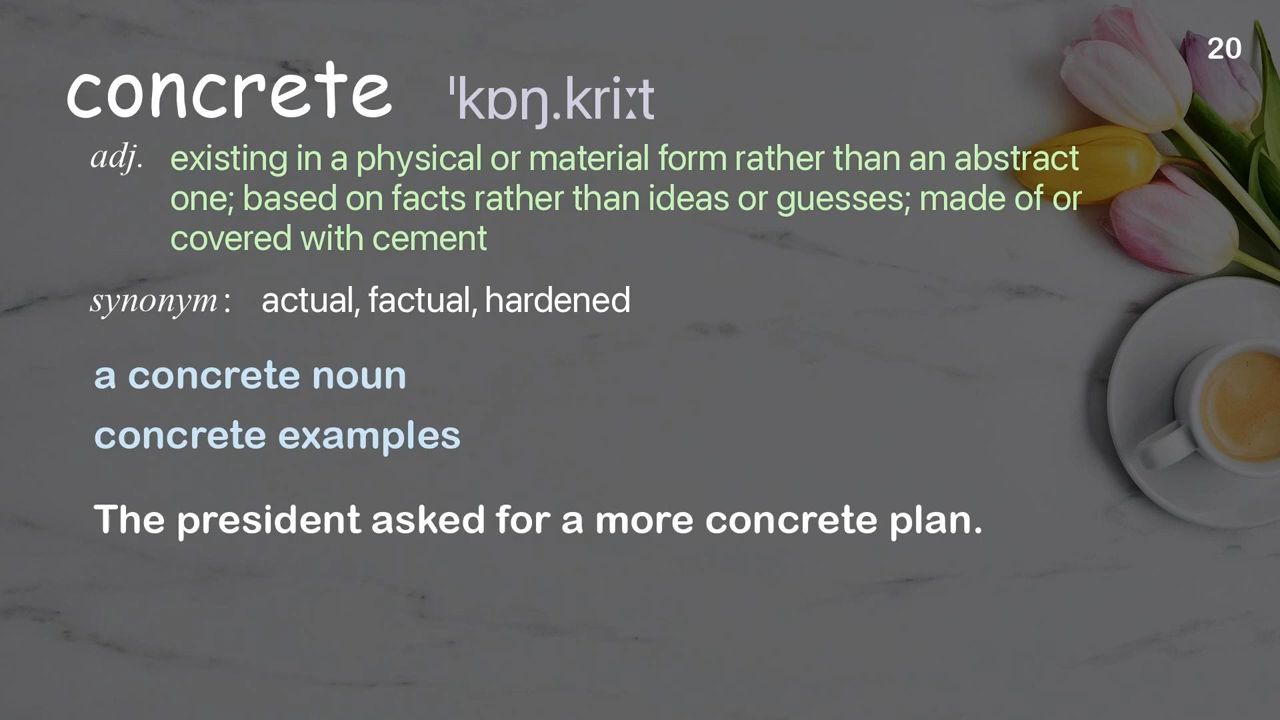 20
concrete ˈkɒŋ.kriːt
adj. existing in a physical or material form rather than an abstract
one; based on facts rather than ideas or guesses; made of or
covered with cement
synonym: actual, factual, hardened
a concrete noun
concrete examples
The president asked for a more concrete plan.